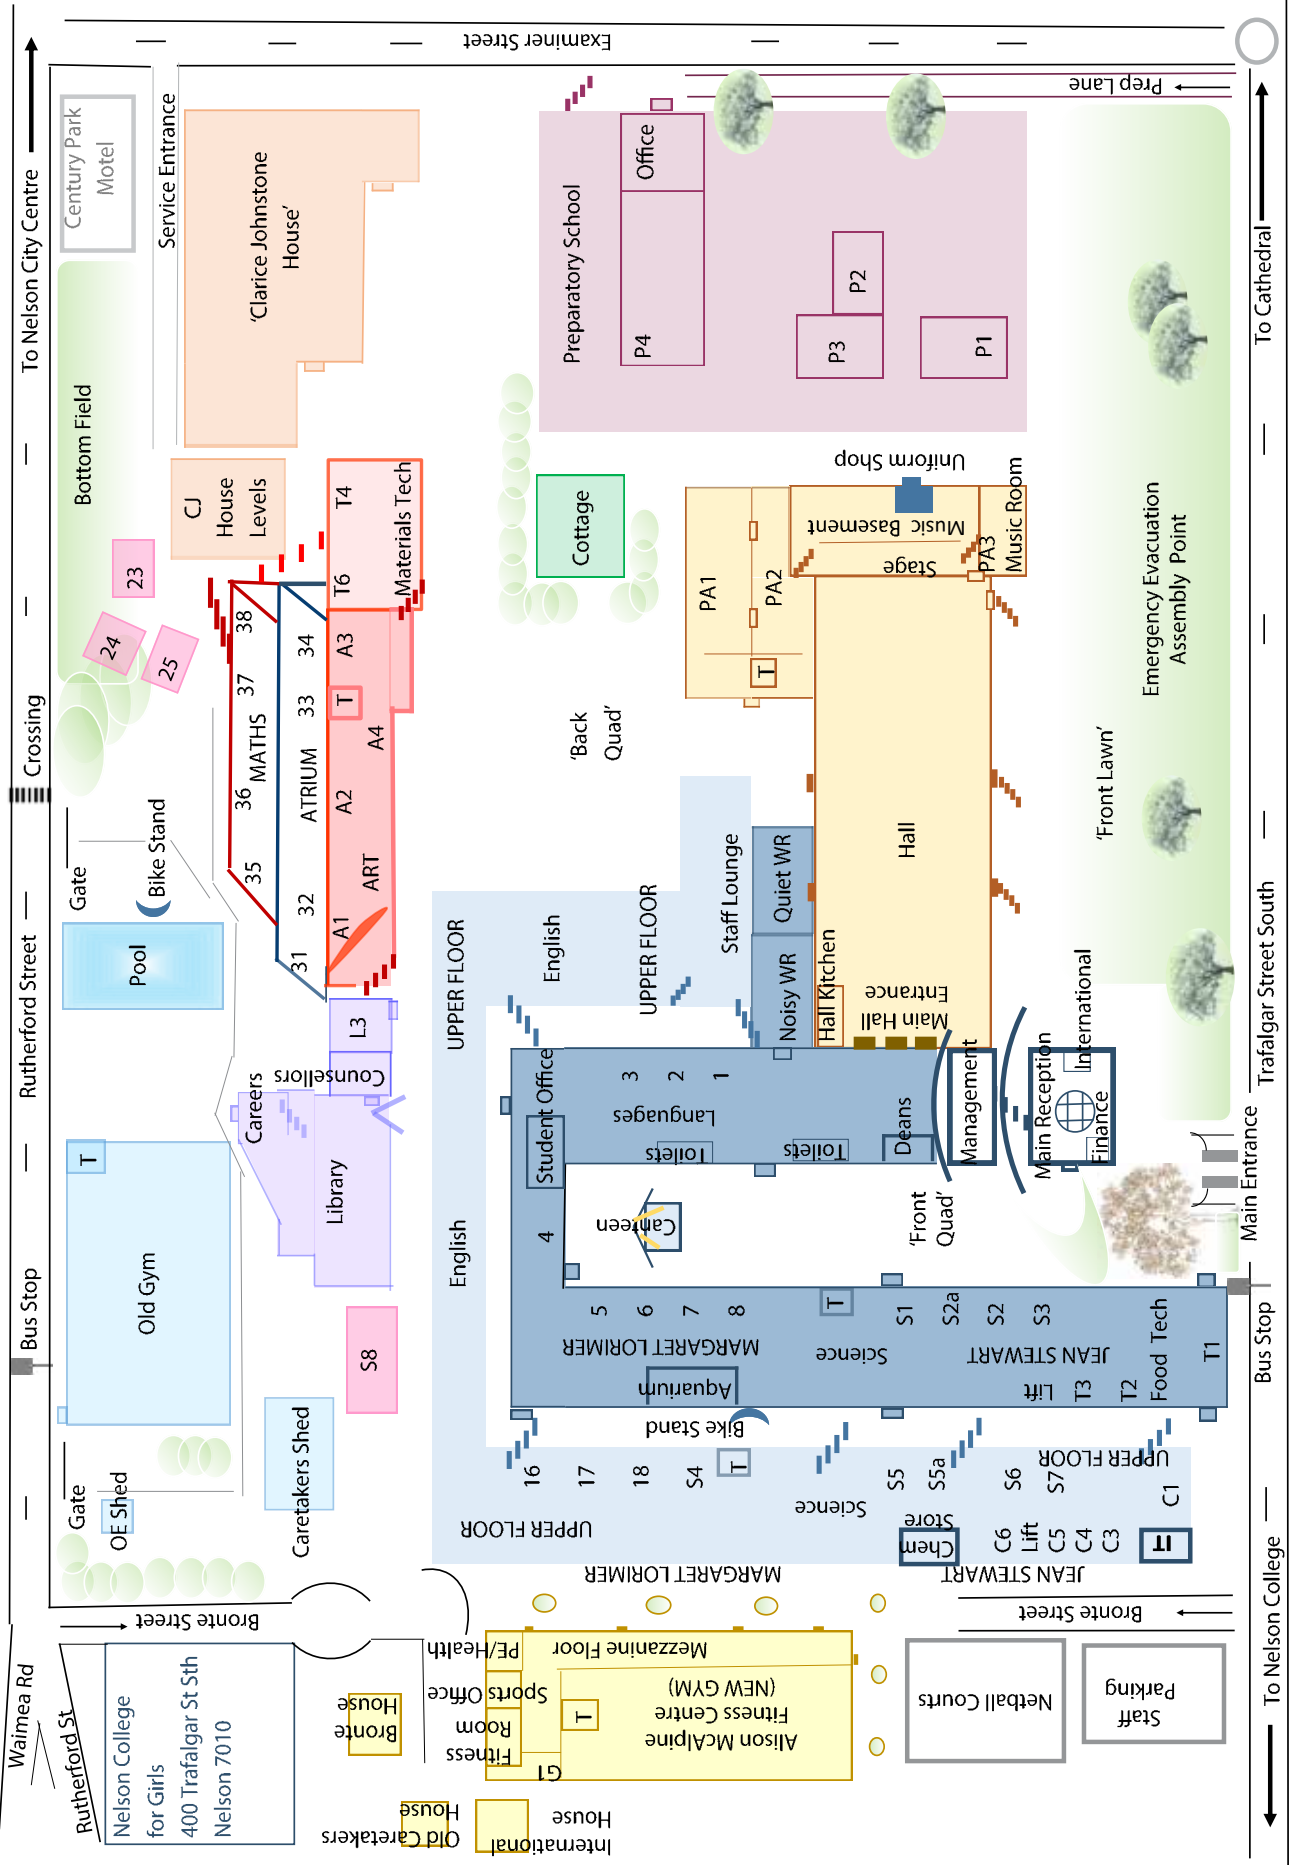 Examiner Street
Prep Lane
To Nelson City Centre
Century Park
Motel
Service Entrance
'Clarice Johnstone
House'
Preparatory School
Office
P4
P2
P3
P1
To Cathedral
Bottom Field
CJ
House
Levels
T4
T6
Materials Tech
Cottage
Uniform Shop
Music Basement
Stage
PA3
Music Room
PA1
PA2
T
Emergency Evacuation
Assembly Point
23
24
25
38
37
MATHS
36
35
34
33
ATRIUM
32
31
A3
T
A4
A2
ART
A1
'Back
Quad'
Hall
'Front Lawn'
Crossing
Gate
Bike Stand
Pool
Rutherford Street
UPPER FLOOR
English
UPPER FLOOR
Staff Lounge
Quiet WR
Noisy WR
Hall Kitchen
Main Hall
Entrance
Trafalgar Street South
L3
Counsellors
Careers
Library
Student Office
3
2
1
Languages
Toilets
Toilets
Deans
Management
Main Reception
International
Finance
Main Entrance
T
Old Gym
Bus Stop
English
4
Canteen
'Front
Quad'
S8
5
6
7
8
T
MARGARET LORIMER
Aquarium
Science
S1
S2a
S2
S3
JEAN STEWART
Lift
T3
T2
Food Tech
T1
Bus Stop
Bike Stand
Gate
OE Shed
Caretakers Shed
16
17
18
S4
T
UPPER FLOOR
Science
S5
S5a
S6
S7
UPPER FLOOR
C1
Chem
Store
C6
Lift
C5
C4
C3
IT
MARGARET LORIMER
JEAN STEWART
Bronte Street
Bronte Street
Waimea Rd
Rutherford St
Nelson College
for Girls
400 Trafalgar St Sth
Nelson 7010
Bronte
House
PE/Health
Mezzanine Floor
Sports Office
Fitness
Room
T
G1
Alison McAlpine
Fitness Centre
(NEW GYM)
Netball Courts
Staff
Parking
To Nelson College
Old Caretakers
House
International
House